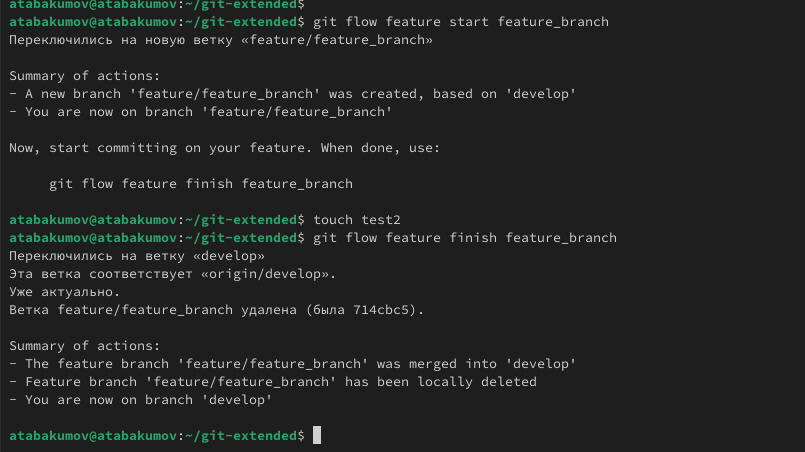 atabakumov@atabakumov:~/git-extended$
atabakumov@atabakumov:~/git-extended$ git flow feature start feature_branch
Переключились на новую ветку «feature/feature_branch»
Summary of actions:
- A new branch 'feature/feature_branch' was created, based on 'develop'
- You are now on branch 'feature/feature_branch'
Now, start committing on your feature. When done, use:
git flow feature finish feature_branch
atabakumov@atabakumov:~/git-extended$ touch test2
atabakumov@atabakumov:~/git-extended$ git flow feature finish feature_branch
Переключились на ветку «develop»
Эта ветка соответствует «origin/develop».
Уже актуально.
Ветка feature/feature_branch удалена (была 714cbc5).
Summary of actions:
- The feature branch 'feature/feature_branch' was merged into 'develop'
- Feature branch 'feature/feature_branch' has been locally deleted
- You are now on branch 'develop'
atabakumov@atabakumov:~/git-extended$